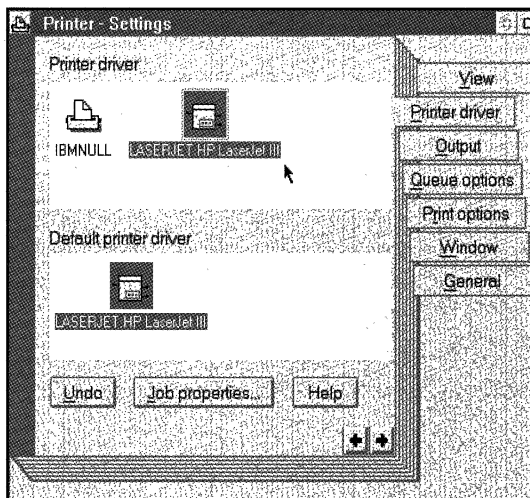 Printer - Settings
Printer driver
IBMNULL
LASERJET.HP LaserJet III
Default printer driver
LASERJET.HP LaserJet III
Undo
Job properties...
Help
View
Printer driver
Output
Queue options
Print options
Window
General